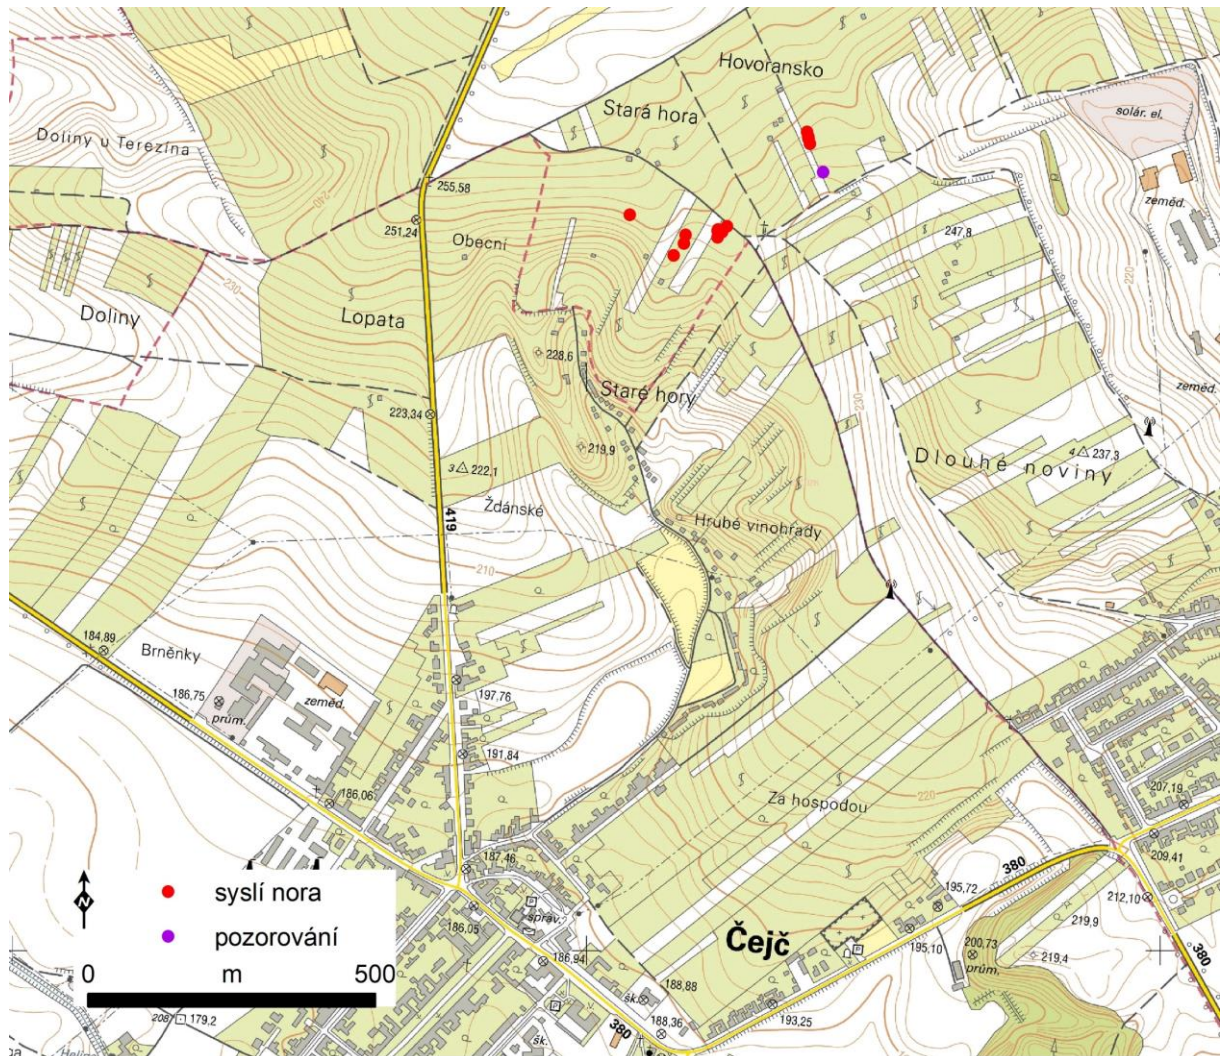 Hovoransko
Stará hora
solár. el.
Doliny u Terezína
240
255,58
zeměd.
251,24
Obecní
247,8
220
230
Doliny
Lopata
228,6
zeměd.
Staré hory
230
223,34
219,9
3 222,1
Dlouhé noviny
4 237,3
419
Ždánské
Hrubé vinohrady
210
184,89
Brněnky
186,75
zeměd.
prům.
197,76
191,84
186,06
Za hospodou
220
207,19
187,46
209,41
380
syslí nora
195,72
212,10
N
správ.
219,9
pozorování
186,05
Čejč
195,10
200,73
219,4
380
0 m 500
186,94
prům.
188,88
šk.
208 179,2
380
188,36
193,25
šk.